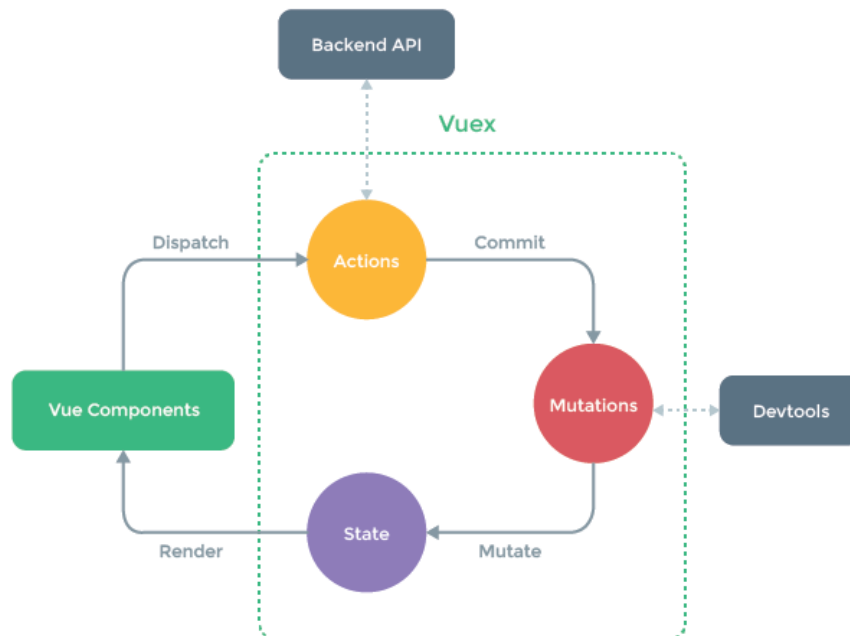 Backend API
Vuex
Dispatch
Commit
Actions
Vue Components
Mutations
Devtools
State
Render
Mutate